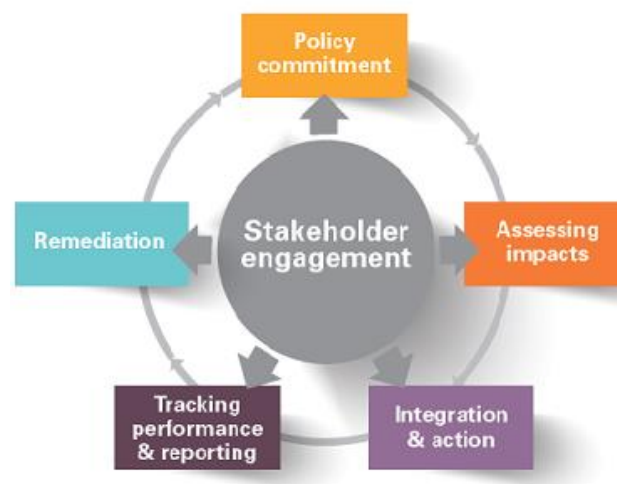 Policy
commitment
Stakeholder
engagement
Assessing
impacts
Integration
& action
Tracking
performance
& reporting
Remediation